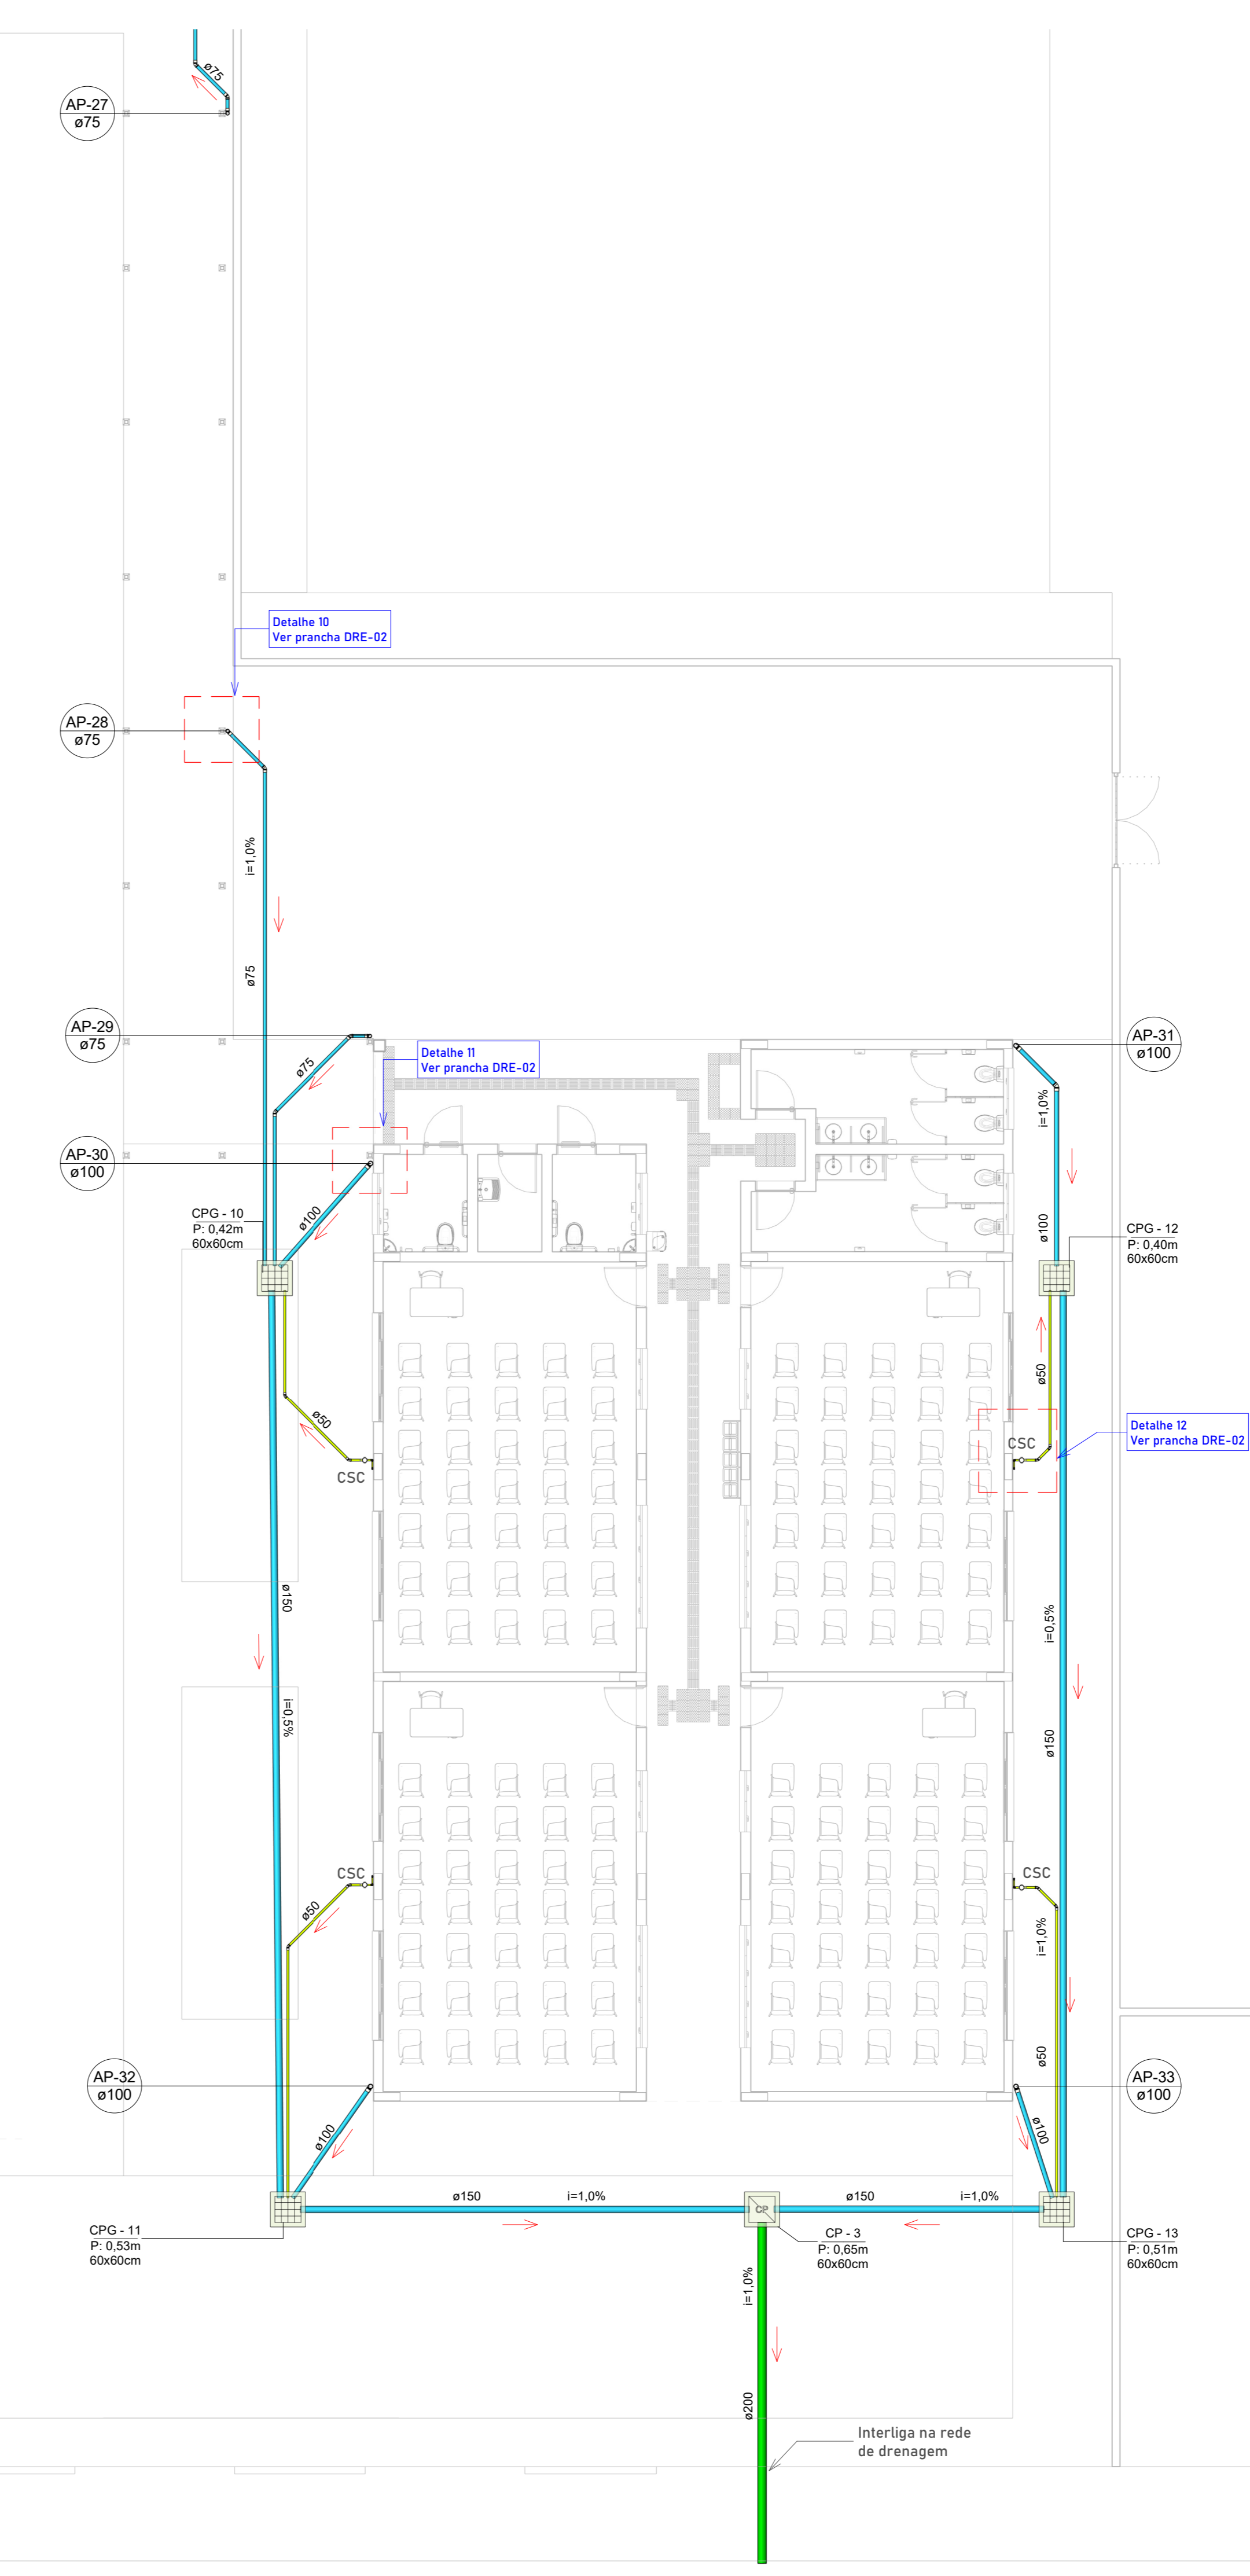 ø75
AP-27
ø75
Detalhe 10
Ver prancha DRE-02
AP-28
ø75
i=1,0%
ø75
AP-29
ø75
ø75
Detalhe 11
Ver prancha DRE-02
AP-31
ø100
i=1,0%
AP-30
ø100
ø100
ø100
CPG - 10
P: 0,42m
60x60cm
CPG - 12
P: 0,40m
60x60cm
ø50
ø50
CSC
CSC
Detalhe 12
Ver prancha DRE-02
ø150
i=0,5%
i=0,5%
ø150
CSC
CSC
ø50
i=1,0%
ø50
AP-32
ø100
ø100
AP-33
ø100
ø100
ø150
i=1,0%
ø150
i=1,0%
CP
CPG - 11
P: 0,53m
60x60cm
CP - 3
P: 0,65m
60x60cm
CPG - 13
P: 0,51m
60x60cm
i=1,0%
ø200
Interliga na rede
de drenagem